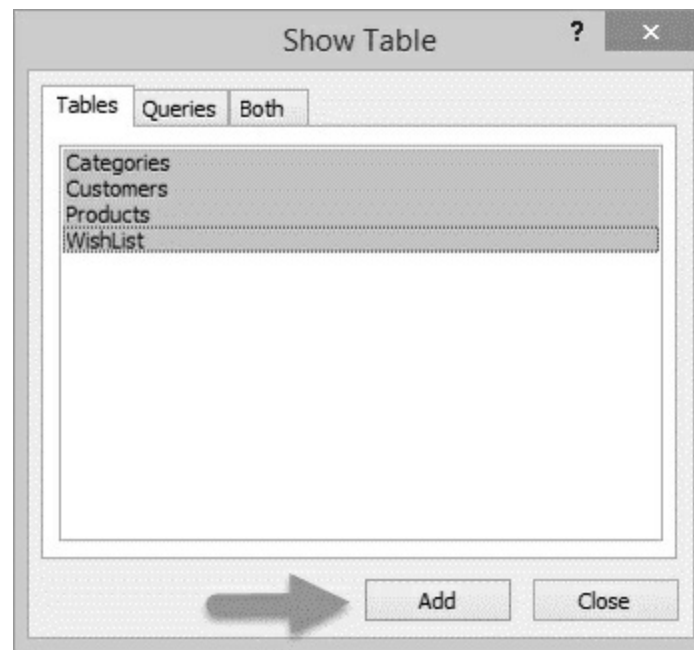 Show Table ? ×
Tables Queries Both
Categories
Customers
Products
WishList
Add Close